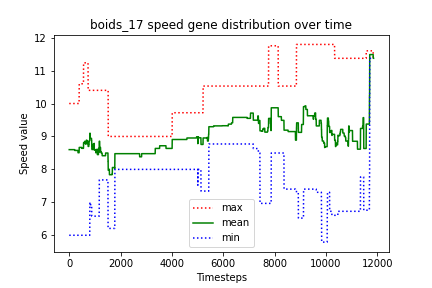 boids_17 speed gene distribution over time
12
11
10
9
8
7
6
Speed value
max
mean
min
0
2000
4000
6000
8000
10000
12000
Timesteps